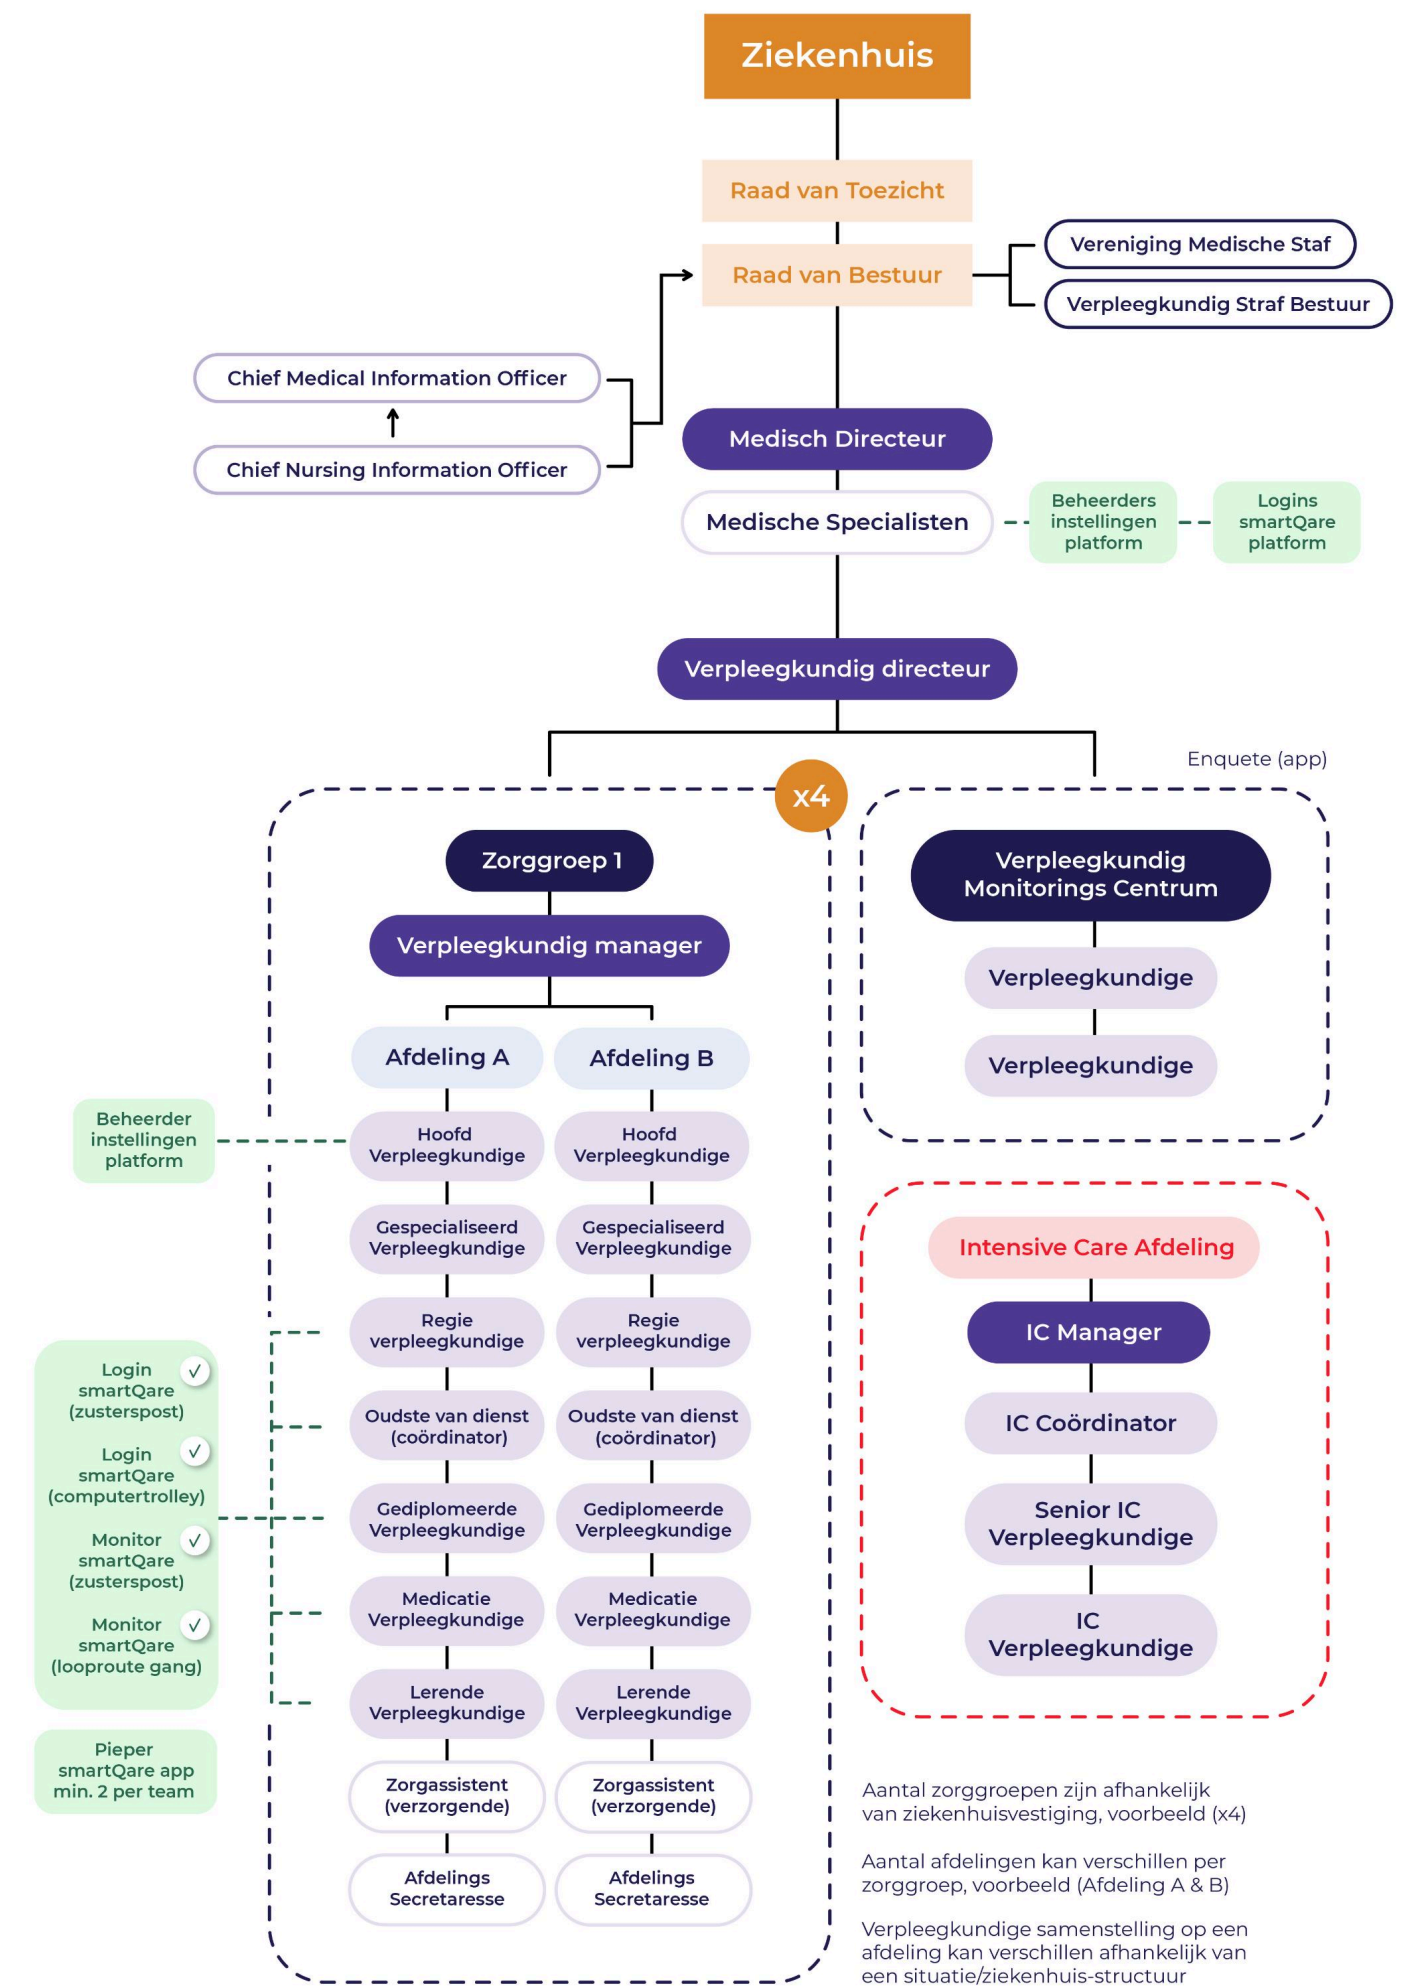 Ziekenhuis
Raad van Toezicht
Raad van Bestuur
Vereniging Medische Staf
Verpleegkundig Straf Bestuur
Chief Medical Information Officer
Chief Nursing Information Officer
Medisch Directeur
Medische Specialisten
Beheerders
instellingen
platform
Logins
smartQare
platform
Verpleegkundig directeur
Enquete (app)
x4
Zorggroep 1
Verpleegkundig manager
Afdeling A
Hoofd
Verpleegkundige
Gespecialiseerd
Verpleegkundige
Regie
verpleegkundige
Oudste van dienst
(coördinator)
Gediplomeerde
Verpleegkundige
Medicatie
Verpleegkundige
Lerende
Verpleegkundige
Zorgassistent
(verzorgende)
Afdelings
Secretaresse
Afdeling B
Hoofd
Verpleegkundige
Gespecialiseerd
Verpleegkundige
Regie
verpleegkundige
Oudste van dienst
(coördinator)
Gediplomeerde
Verpleegkundige
Medicatie
Verpleegkundige
Lerende
Verpleegkundige
Zorgassistent
(verzorgende)
Afdelings
Secretaresse
Beheerder
instellingen
platform
Login
smartQare
(zusterspost)
Login
smartQare
(computertrolley)
Monitor
smartQare
(zusterspost)
Monitor
smartQare
(looproute gang)
Pieper
smartQare app
min. 2 per team
Verpleegkundig
Monitorings Centrum
Verpleegkundige
Verpleegkundige
Intensive Care Afdeling
IC Manager
IC Coördinator
Senior IC
Verpleegkundige
IC
Verpleegkundige
Aantal zorggroepen zijn afhankelijk
van ziekenhuisvestiging, voorbeeld (x4)
Aantal afdelingen kan verschillen per
zorggroep, voorbeeld (Afdeling A & B)
Verpleegkundige samenstelling op een
afdeling kan verschillen afhankelijk van
een situatie/ziekenhuis-structuur